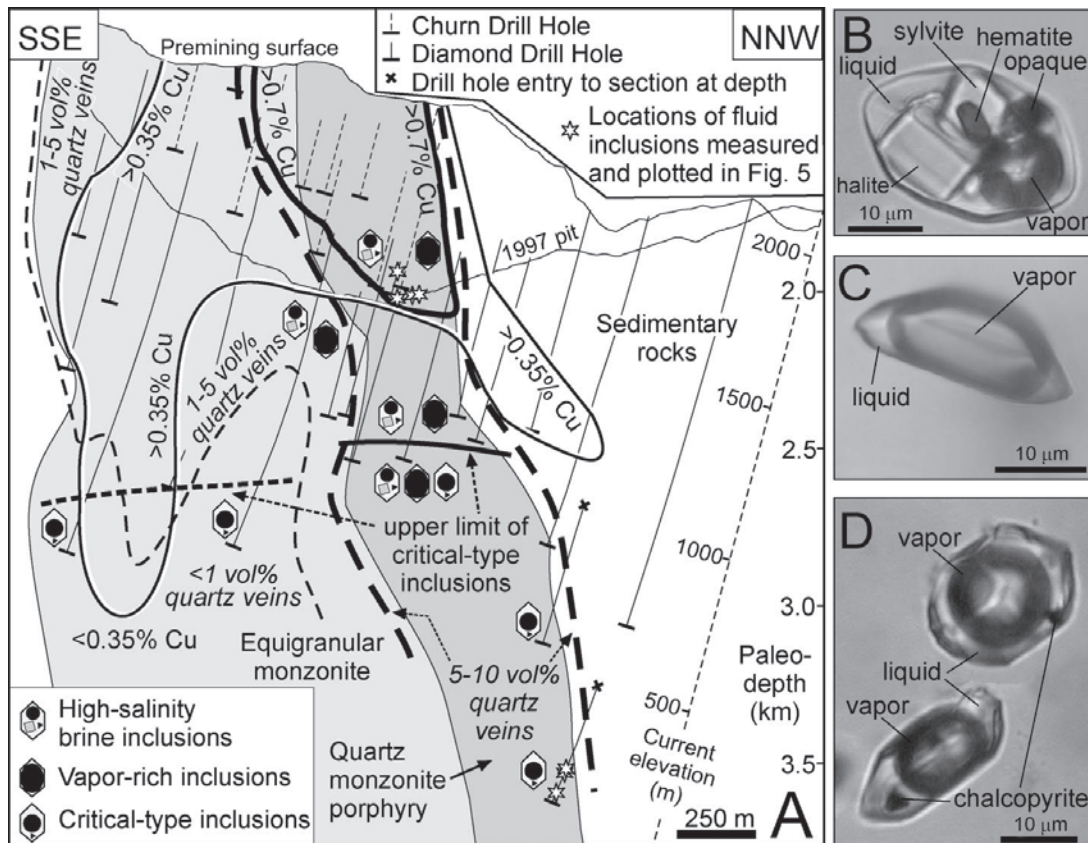 SSE
Premining surface
Churn Drill Hole
Diamond Drill Hole
Drill hole entry to section at depth
Locations of fluid
inclusions measured
and plotted in Fig. 5
NNW
1-5 vol%
quartz veins
>0.35% Cu
>0.7% Cu
>0.7% Cu
1997 pit
2000
2.0
Sedimentary
rocks
>0.35% Cu
1-5 vol%
quartz veins
>0.35% Cu
1500
2.5
upper limit of
critical-type
inclusions
1000
<1 vol%
quartz veins
<0.35% Cu
Equigranular
monzonite
5-10 vol%
quartz
veins
3.0
Paleo-
depth
(km)
500
Current
elevation
(m)
Quartz
monzonite
porphyry
3.5
250 m
A
High-salinity
brine inclusions
Vapor-rich inclusions
Critical-type inclusions
B
sylvite
hematite
liquid
opaque
halite
vapor
10 μm
C
vapor
liquid
10 μm
D
vapor
liquid
vapor
chalcopyrite
10 μm